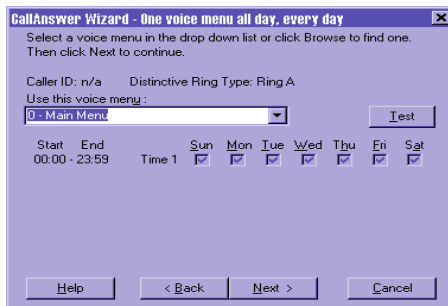 CallAnswer Wizard - One voice menu all day, every day
Select a voice menu in the drop down list or click Browse to find one.
Then click Next to continue.
Caller ID: n/a Distinctive Ring Type: Ring A
Use this voice menu :
0 - Main Menu Test
Start End Sun Mon Tue Wed Thu Fri Sat
00:00 - 23:59 Time 1
Help < Back Next > Cancel